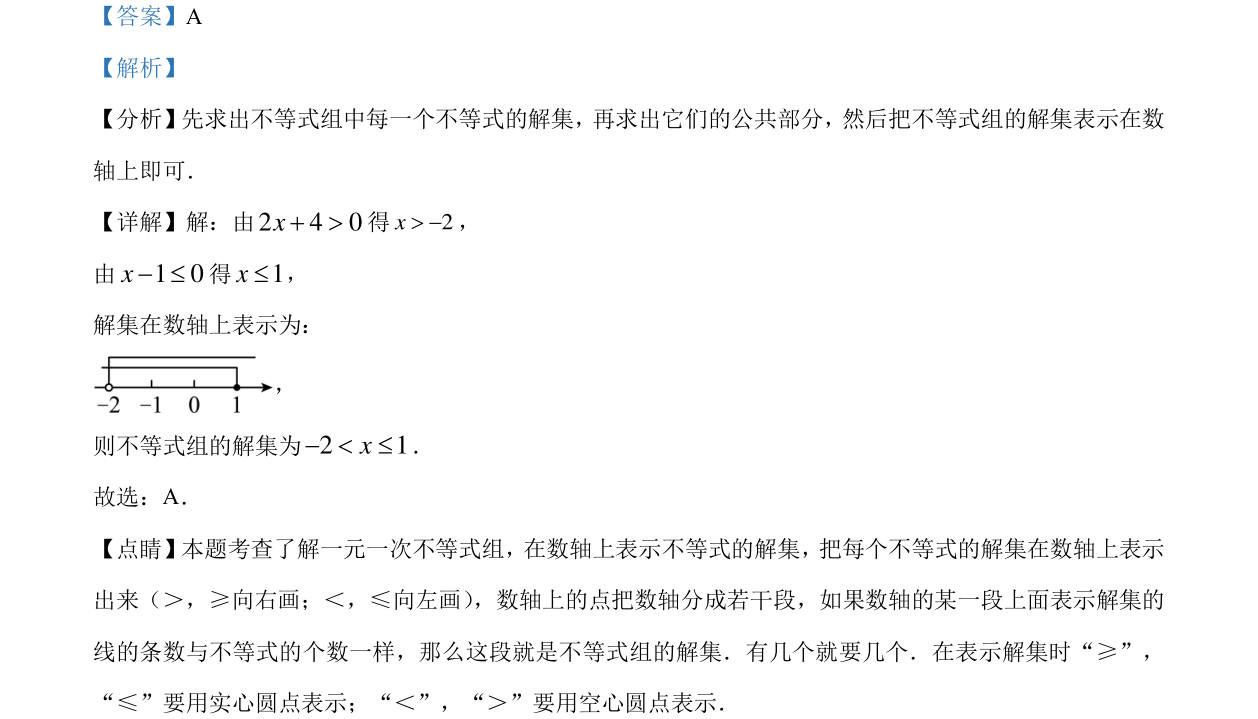 【答案】A
【解析】
【分析】先求出不等式组中每一个不等式的解集，再求出它们的公共部分，然后把不等式组的解集表示在数
轴上即可．
【详解】解：由 2x+4>0 得 x>−2，
由 x−1≤0 得 x≤1，
解集在数轴上表示为：
，
−2 −1 0 1
则不等式组的解集为 −2<x≤1．
故选：A．
【点睛】本题考查了解一元一次不等式组，在数轴上表示不等式的解集，把每个不等式的解集在数轴上表示
出来（＞，≥向右画；＜，≤向左画），数轴上的点把数轴分成若干段，如果数轴的某一段上面表示解集的
线的条数与不等式的个数一样，那么这段就是不等式组的解集．有几个就要几个．在表示解集时“≥”，
“≤”要用实心圆点表示；“＜”，“＞”要用空心圆点表示．